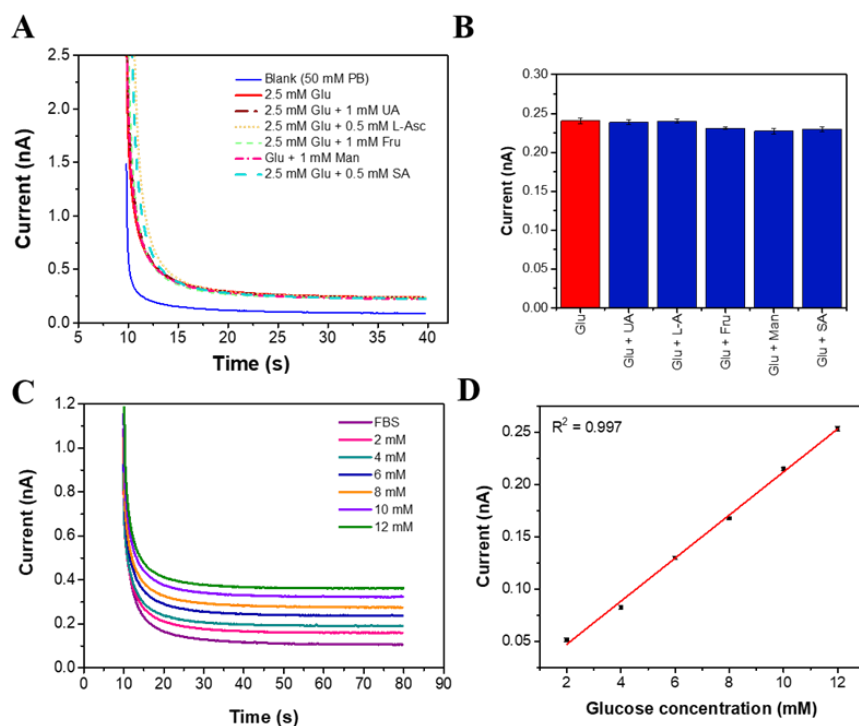 A
Current (nA)
2.5
2.0
1.5
1.0
0.5
0.0
5
10
15
20
25
30
35
40
Time (s)
Blank (50 mM PB)
2.5 mM Glu
2.5 mM Glu + 1 mM UA
2.5 mM Glu + 0.5 mM L-Asc
2.5 mM Glu + 1 mM Fru
Glu + 1 mM Man
2.5 mM Glu + 0.5 mM SA
B
Current (nA)
0.30
0.25
0.20
0.15
0.10
0.05
0.00
Glu
Glu + UA
Glu + L-A
Glu + Fru
Glu + Man
Glu + SA
C
Current (nA)
1.2
1.0
0.8
0.6
0.4
0.2
0.0
0
10
20
30
40
50
60
70
80
90
Time (s)
FBS
2 mM
4 mM
6 mM
8 mM
10 mM
12 mM
D
R² = 0.997
Current (nA)
0.25
0.20
0.15
0.10
0.05
2
4
6
8
10
12
Glucose concentration (mM)